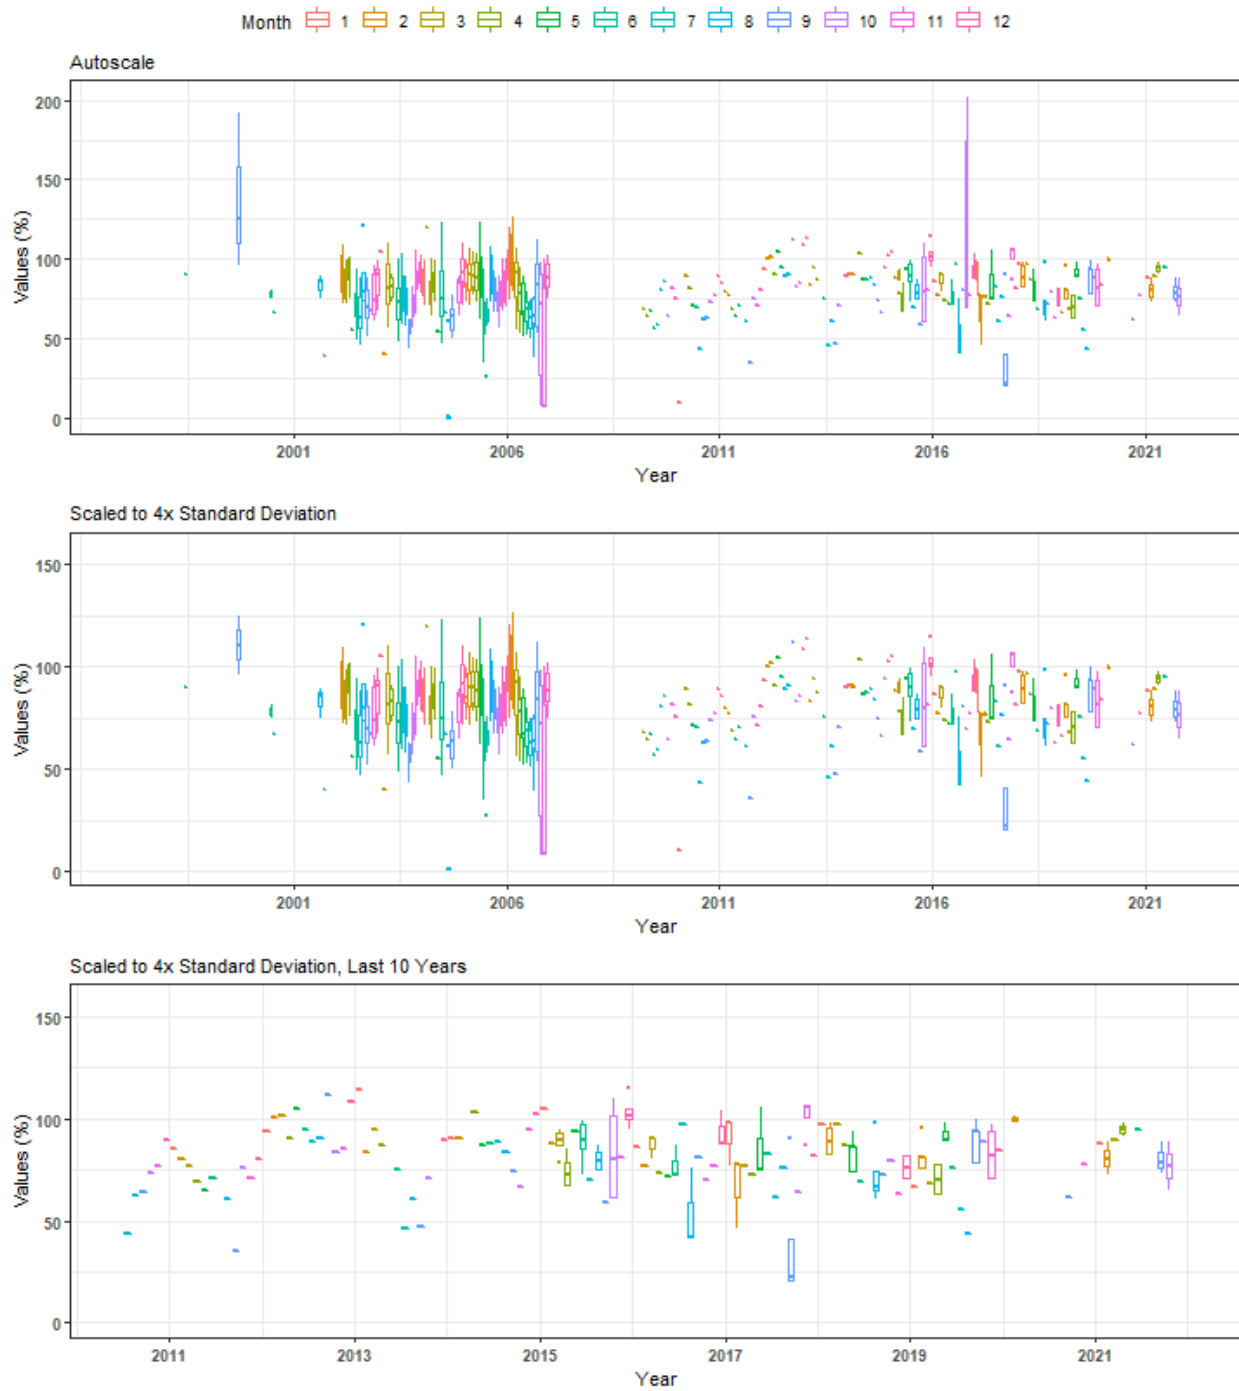 Month 1 2 3 4 5 6 7 8 9 10 11 12
Autoscale
200
150
100
50
0
Values (%)
2001 2006 2011 2016 2021
Year
Scaled to 4x Standard Deviation
150
100
50
0
Values (%)
2001 2006 2011 2016 2021
Year
Scaled to 4x Standard Deviation, Last 10 Years
150
100
50
0
Values (%)
2011 2013 2015 2017 2019 2021
Year